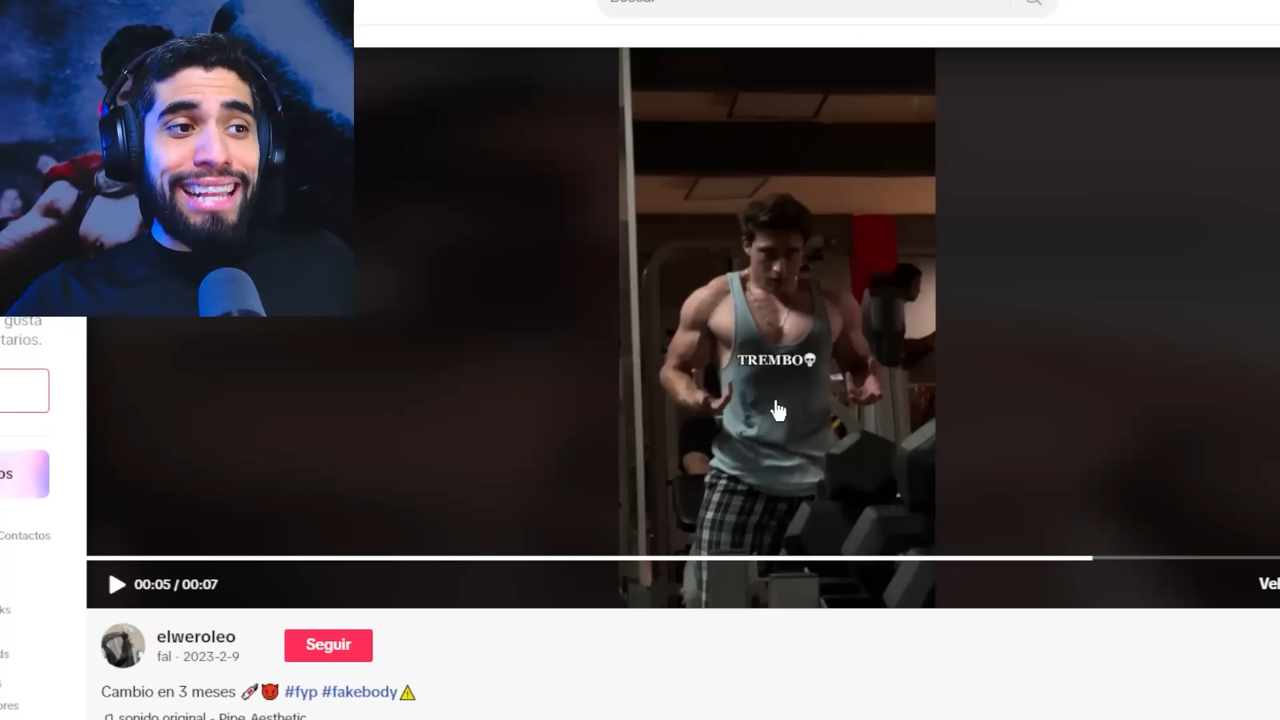 Buscar
gusta
tarios.
TREMBO💀
os
Contactos
00:05 / 00:07
elweroleo
Seguir
fal · 2023-2-9
Cambio en 3 meses 💉😈 #fyp #fakebody⚠️
sonido original - Pipe Aesthetic